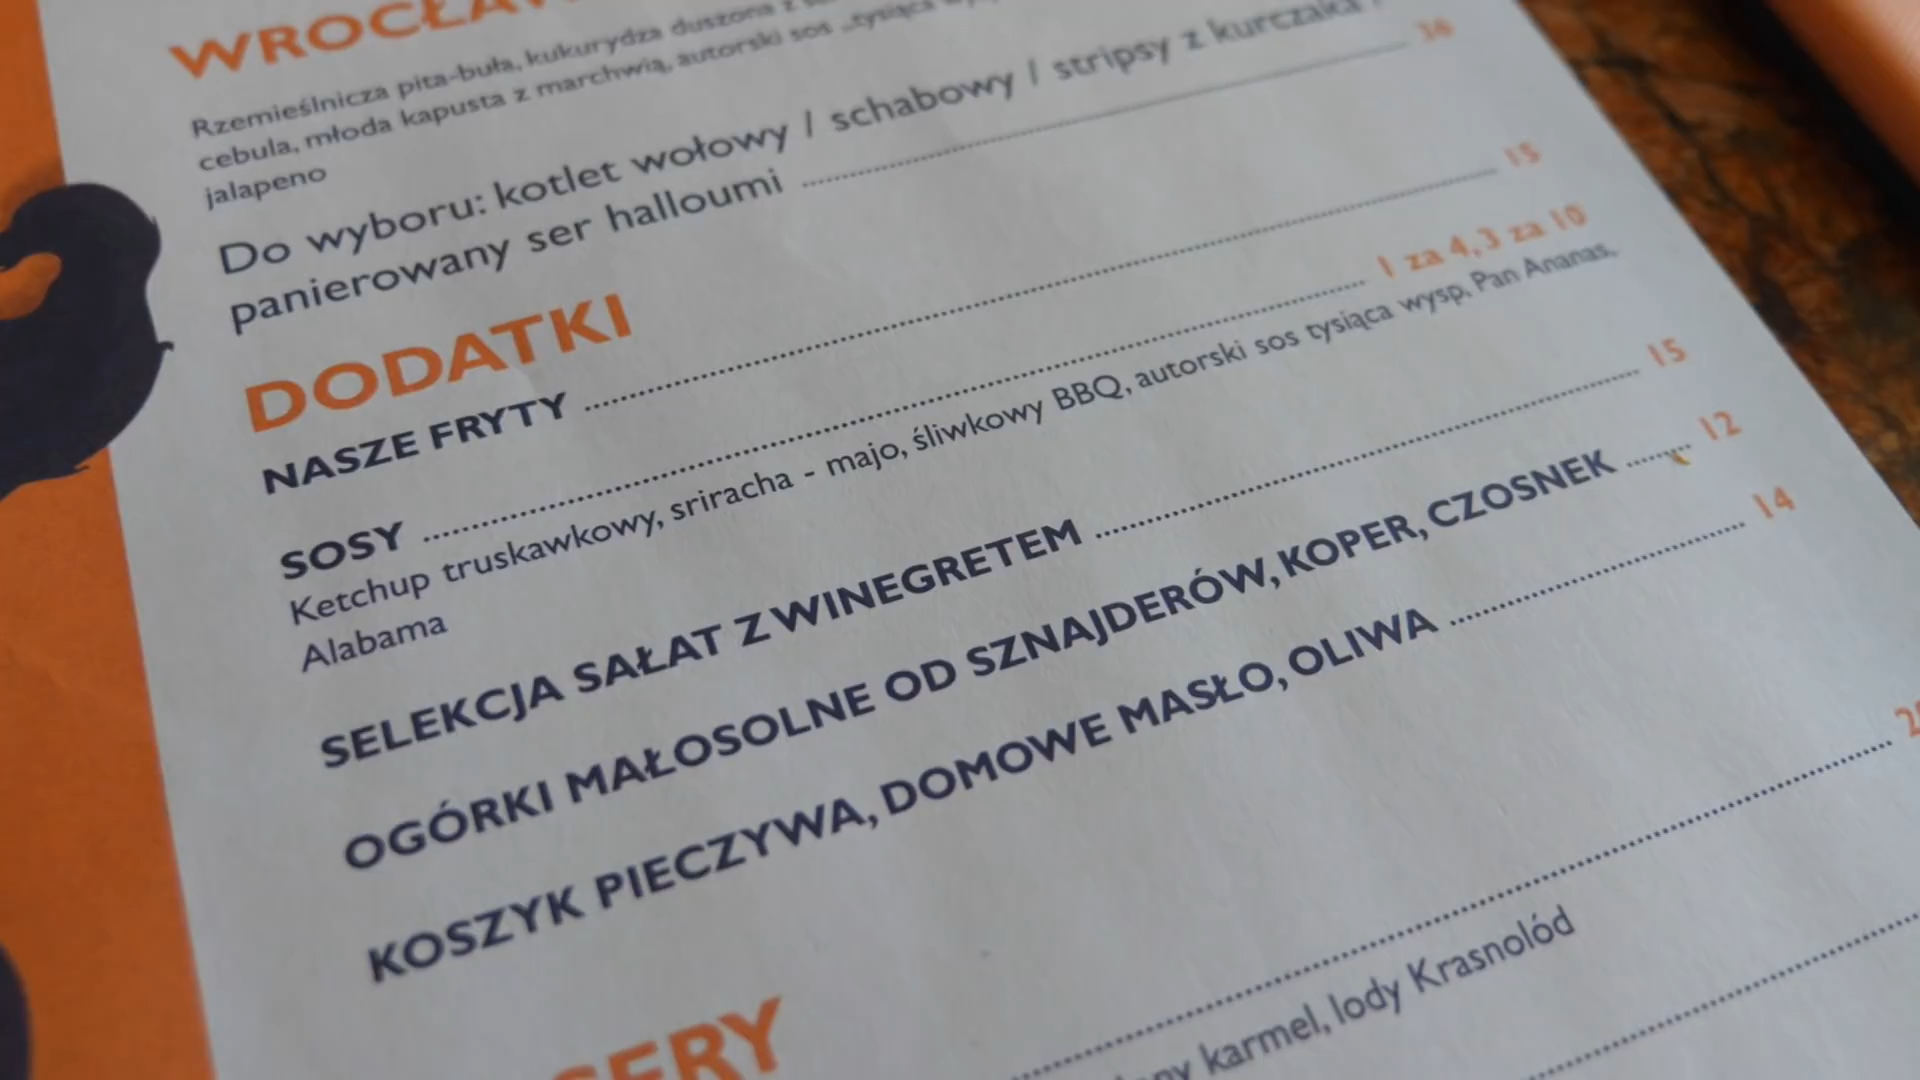 WROCŁAW
Rzemieślnicza pita-buła, kukurydza duszona z
cebula, młoda kapusta z marchwią, autorski sos „tysiąca
jalapeno
Do wyboru: kotlet wołowy / schabowy / stripsy z kurczaka /
panierowany ser halloumi 36
DODATKI
NASZE FRYTY 15
SOSY 1 za 4, 3 za 10
Ketchup truskawkowy, sriracha - majo, śliwkowy BBQ, autorski sos tysiąca wysp, Pan Ananas,
Alabama
SELEKCJA SAŁAT Z WINEGRETEM 15
OGÓRKI MAŁOSOLNE OD SZNAJDERÓW, KOPER, CZOSNEK 12
KOSZYK PIECZYWA, DOMOWE MASŁO, OLIWA 14
karmel, lody Krasnolód